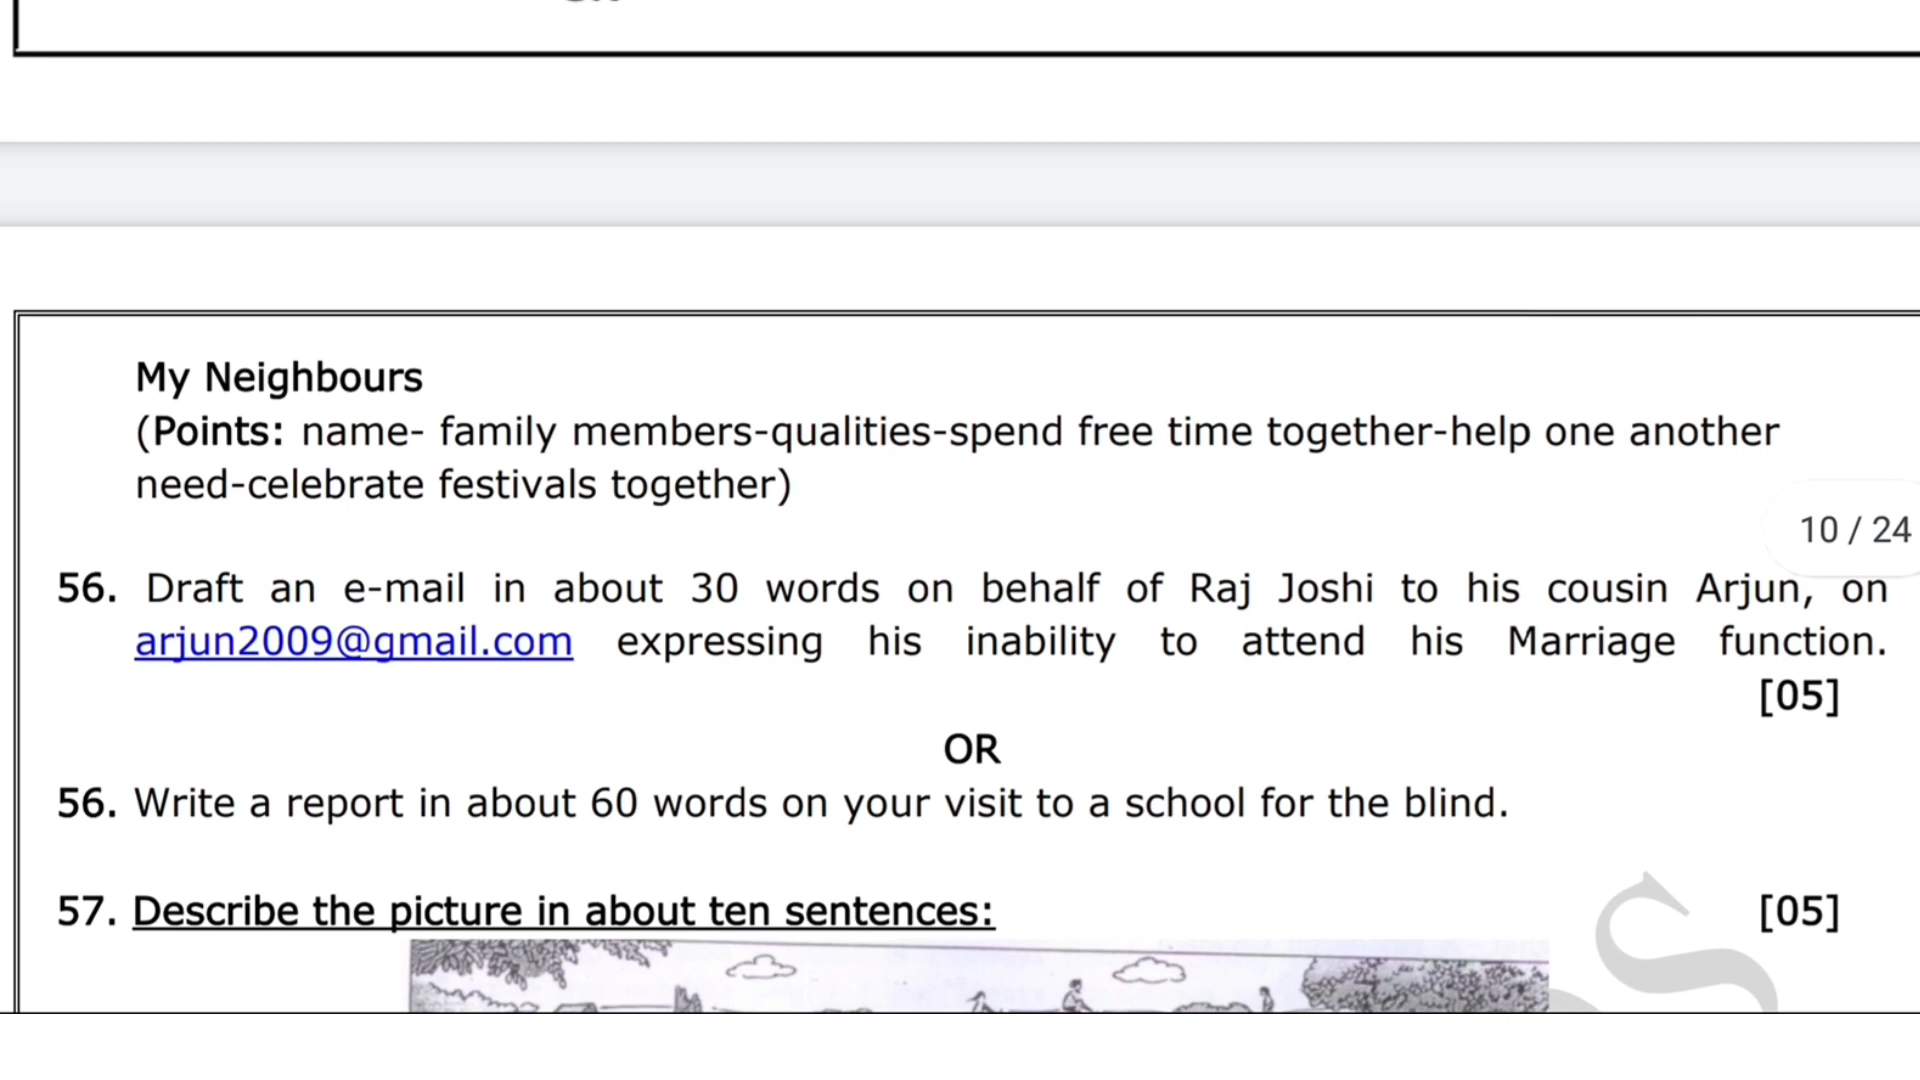 My Neighbours
(Points: name- family members-qualities-spend free time together-help one another
need-celebrate festivals together)
10 / 24
56. Draft an e-mail in about 30 words on behalf of Raj Joshi to his cousin Arjun, on
arjun2009@gmail.com expressing his inability to attend his Marriage function.
[05]
OR
56. Write a report in about 60 words on your visit to a school for the blind.
57. Describe the picture in about ten sentences: [05]